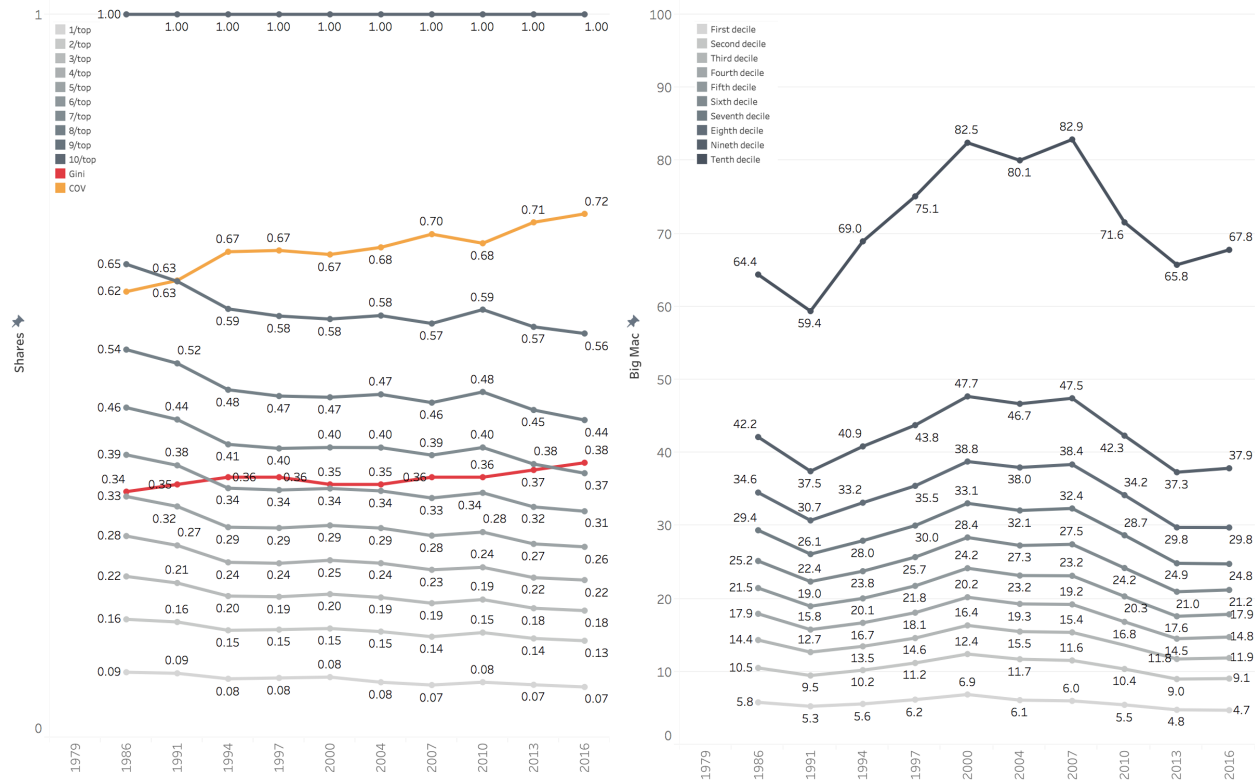 1
0
Shares
1/top
2/top
3/top
4/top
5/top
6/top
7/top
8/top
9/top
10/top
Gini
COV
1.00
1.00 1.00 1.00 1.00 1.00 1.00 1.00 1.00 1.00
0.62 0.63 0.67 0.67 0.67 0.68 0.70 0.68 0.71 0.72
0.65 0.63 0.59 0.58 0.58 0.58 0.57 0.59 0.57 0.56
0.54 0.52 0.48 0.47 0.47 0.47 0.46 0.48 0.45 0.44
0.46 0.44 0.41 0.40 0.40 0.40 0.39 0.40 0.38 0.37
0.34 0.35 0.36 0.36 0.35 0.35 0.36 0.36 0.37 0.38
0.39 0.38 0.34 0.34 0.34 0.34 0.33 0.34 0.32 0.31
0.33 0.32 0.29 0.29 0.29 0.29 0.28 0.28 0.27 0.26
0.28 0.27 0.24 0.24 0.25 0.24 0.23 0.24 0.22 0.22
0.22 0.21 0.20 0.19 0.20 0.19 0.19 0.19 0.18 0.18
0.16 0.16 0.15 0.15 0.15 0.15 0.14 0.15 0.14 0.13
0.09 0.09 0.08 0.08 0.08 0.08 0.07 0.08 0.07 0.07
1979 1986 1991 1994 1997 2000 2004 2007 2010 2013 2016
100
90
80
70
60
50
40
30
20
10
0
Big Mac
First decile
Second decile
Third decile
Fourth decile
Fifth decile
Sixth decile
Seventh decile
Eighth decile
Nineth decile
Tenth decile
64.4 59.4 69.0 75.1 82.5 80.1 82.9 71.6 65.8 67.8
42.2 37.5 40.9 43.8 47.7 46.7 47.5 42.3 37.3 37.9
34.6 30.7 33.2 35.5 38.8 38.0 38.4 34.2 29.8 29.8
29.4 26.1 28.0 30.0 33.1 32.1 32.4 28.7 24.9 24.8
25.2 22.4 23.8 25.7 28.4 27.3 27.5 24.2 21.0 21.2
21.5 19.0 20.1 21.8 24.2 23.2 23.2 20.3 17.6 17.9
17.9 15.8 16.7 18.1 20.2 19.3 19.2 16.8 14.5 14.8
14.4 12.7 13.5 14.6 16.4 15.5 15.4 11.8 11.9
10.5 9.5 10.2 11.2 12.4 11.7 11.6 10.4 9.0 9.1
5.8 5.3 5.6 6.2 6.9 6.1 6.0 5.5 4.8 4.7
1979 1986 1991 1994 1997 2000 2004 2007 2010 2013 2016